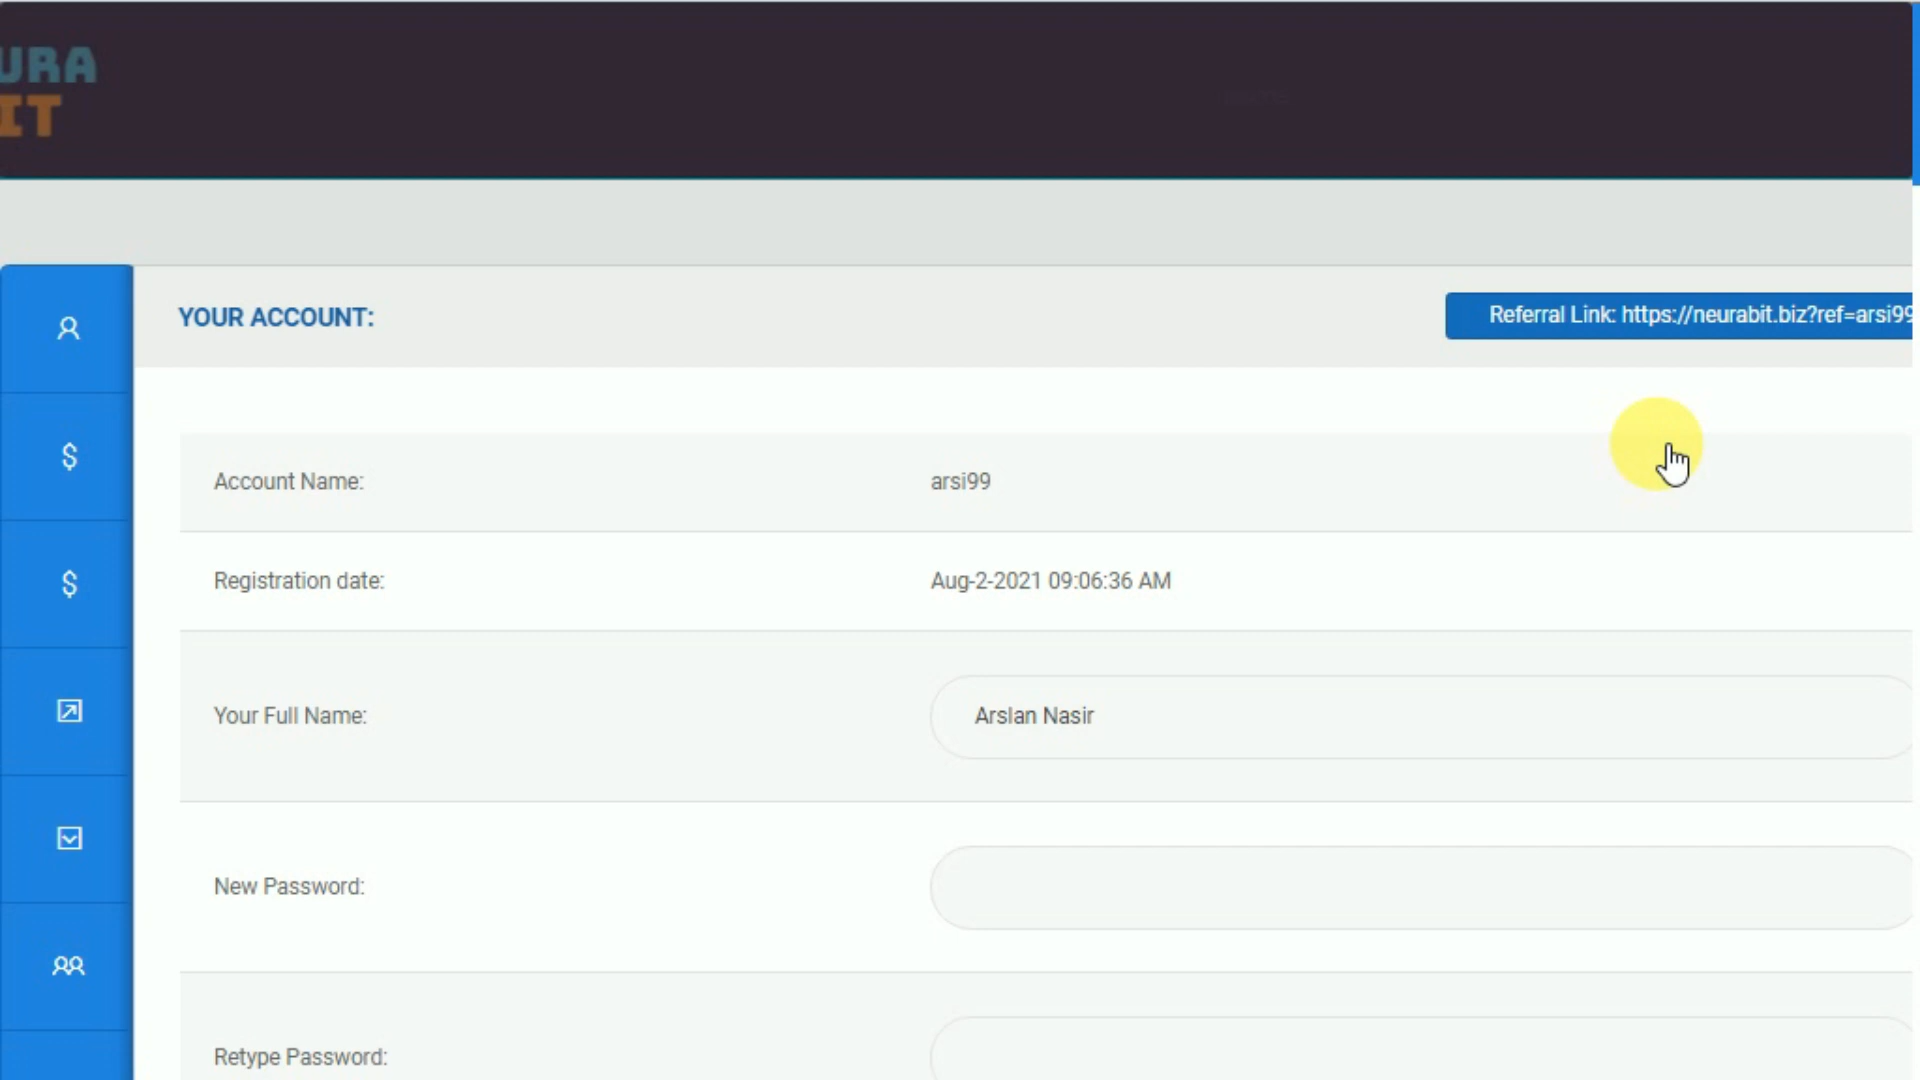 URA
IT
YOUR ACCOUNT:
Referral Link: https://neurabit.biz?ref=arsi99
Account Name:
arsi99
Registration date:
Aug-2-2021 09:06:36 AM
Your Full Name:
Arslan Nasir
New Password:
Retype Password: